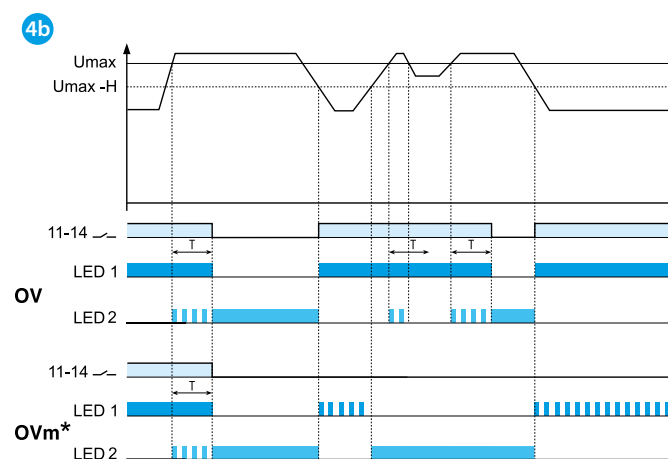 4b
Umax
Umax -H
11-14
T
T
T
LED 1
OV
LED 2
11-14
T
LED 1
OVm*
LED 2